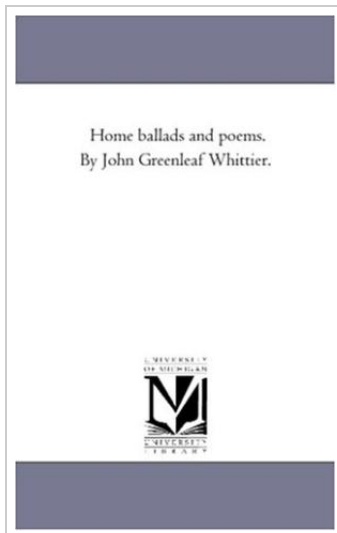 Home ballads and poems.
By John Greenleaf Whittier.
UNIVERSITY
OF MICHIGAN
M
UNIVERSITY
LIBRARY